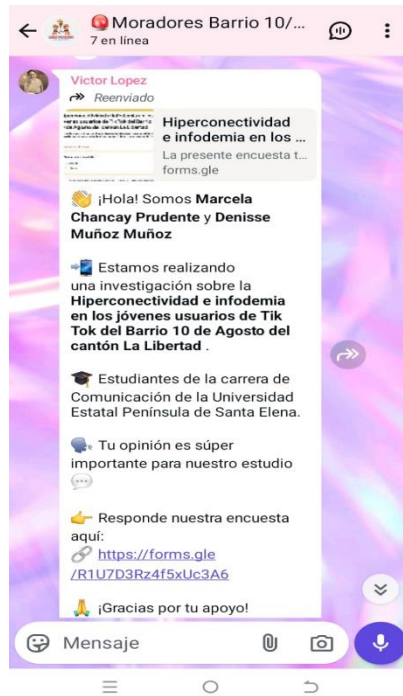 Moradores Barrio 10/...
7 en línea
Victor Lopez
Reenviado
Hiperconectividad
e infodemia en los ...
La presente encuesta t...
forms.gle
¡Hola! Somos Marcela
Chancay Prudente y Denisse
Muñoz Muñoz
Estamos realizando
una investigación sobre la
Hiperconectividad e infodemia
en los jóvenes usuarios de Tik
Tok del Barrio 10 de Agosto del
cantón La Libertad .
Estudiantes de la carrera de
Comunicación de la Universidad
Estatal Península de Santa Elena.
Tu opinión es súper
importante para nuestro estudio
Responde nuestra encuesta
aquí:
https://forms.gle
/R1U7D3Rz4f5xUc3A6
¡Gracias por tu apoyo!
Mensaje